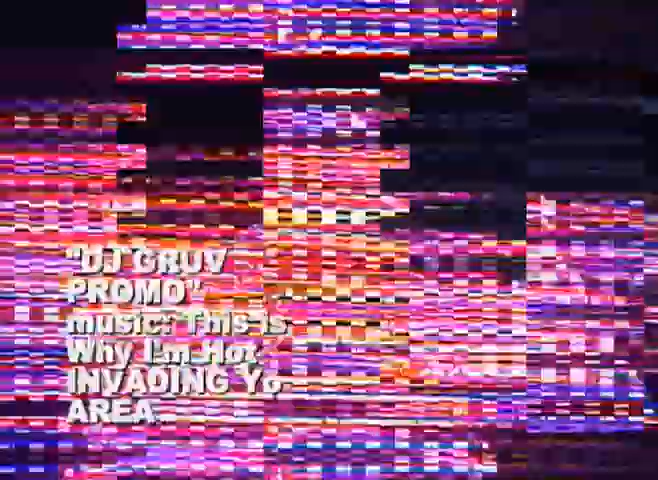 "DJ GRUV
PROMO"
music: This is
Why I'm Hot
INVADING Yo
AREA